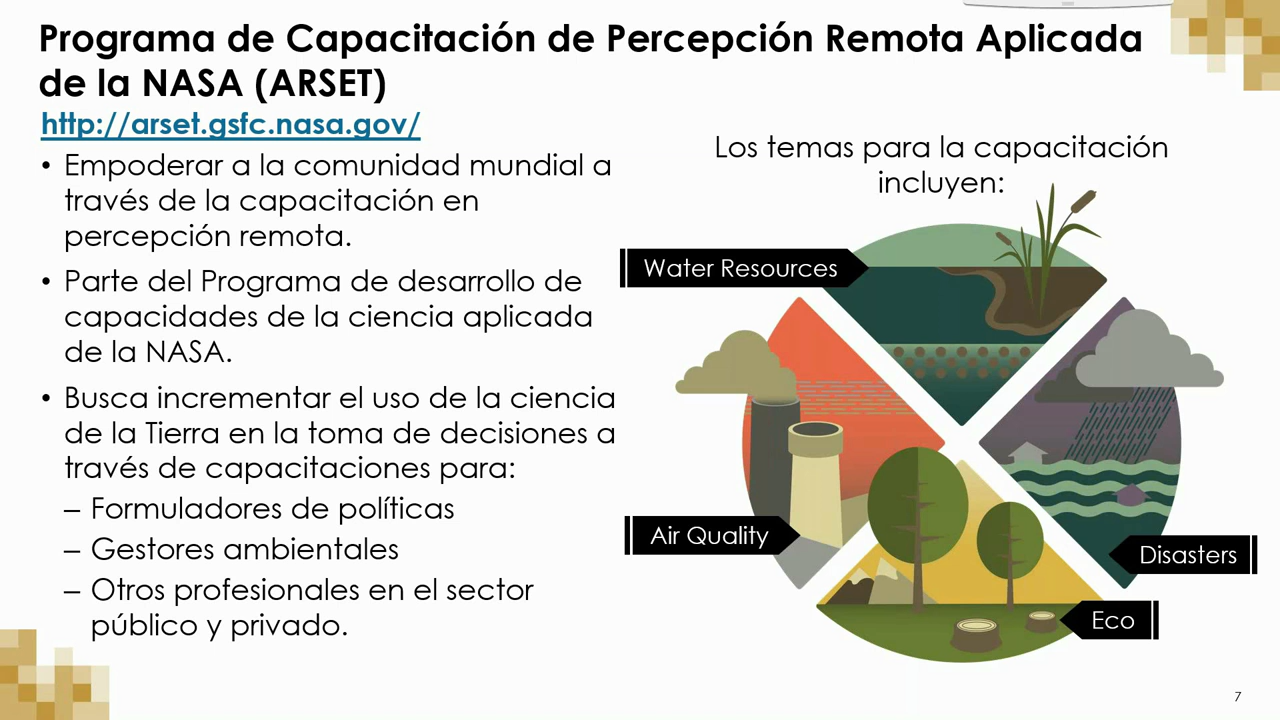 Programa de Capacitación de Percepción Remota Aplicada
de la NASA (ARSET)
http://arset.gsfc.nasa.gov/
• Empoderar a la comunidad mundial a
través de la capacitación en
percepción remota.
• Parte del Programa de desarrollo de
capacidades de la ciencia aplicada
de la NASA.
• Busca incrementar el uso de la ciencia
de la Tierra en la toma de decisiones a
través de capacitaciones para:
– Formuladores de políticas
– Gestores ambientales
– Otros profesionales en el sector
público y privado.
Los temas para la capacitación
incluyen:
Water Resources
Air Quality
Disasters
Eco
7